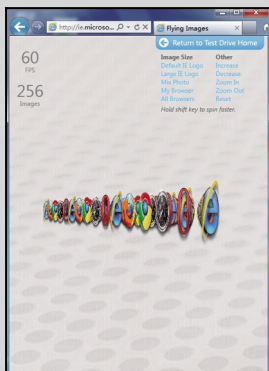 http://ie.microso...
Flying Images
Return to Test Drive Home
60
FPS
256
Images
Image Size
Default IE Logo
Large IE Logo
Mix Photo
My Browser
All Browsers
Other
Increase
Decrease
Zoom In
Zoom Out
Reset
Hold shift key to spin faster.